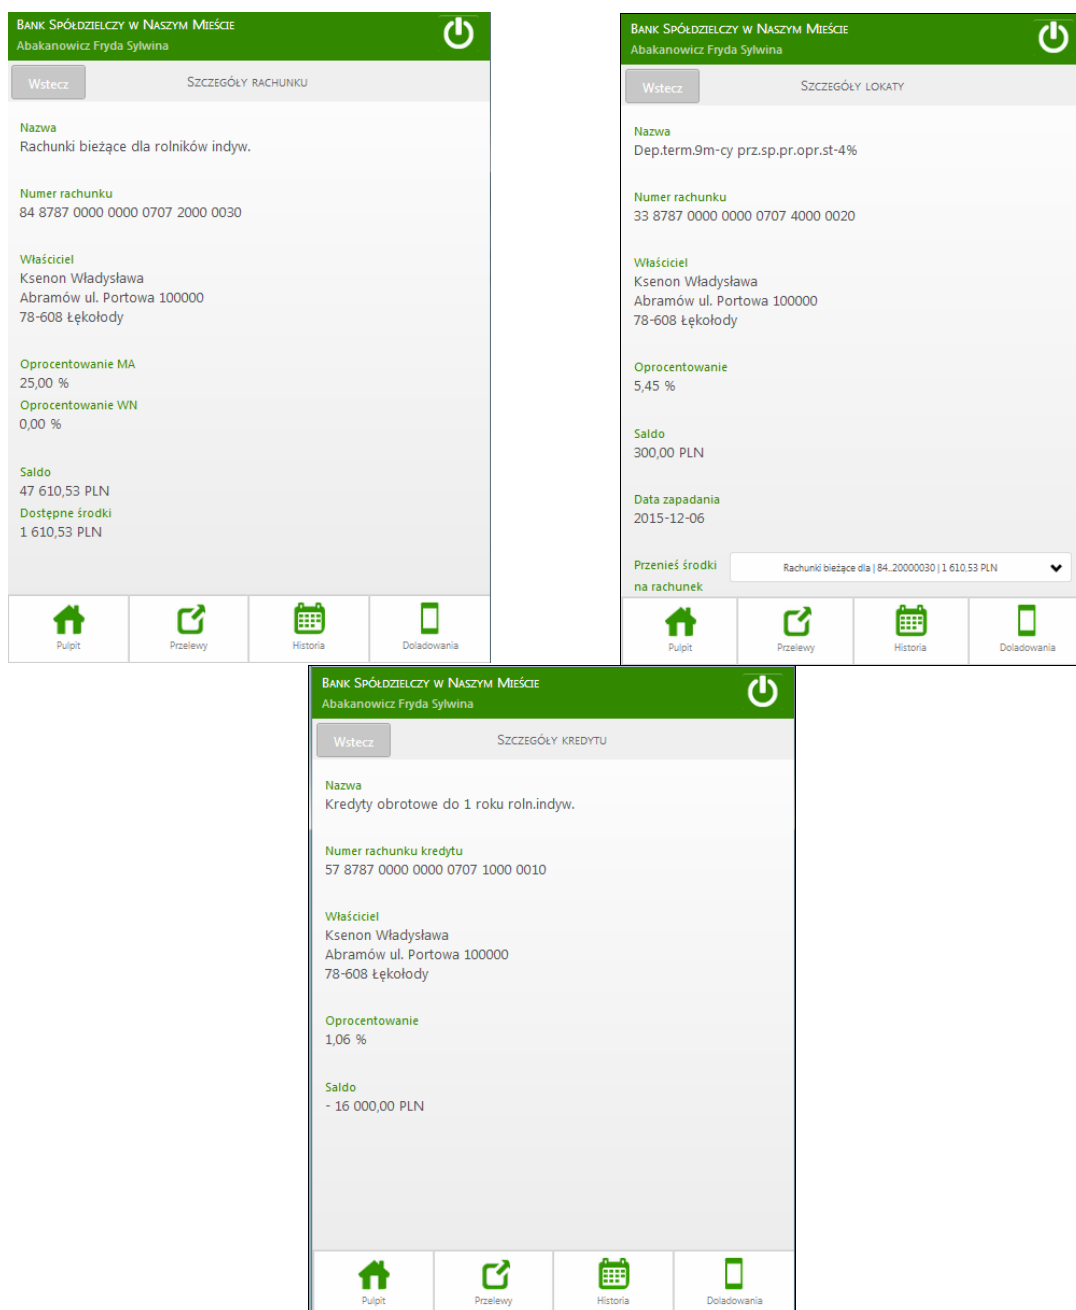 Bank Spółdzielczy w Naszym Mieście
Abakanowicz Fryda Sylwina
Wstecz
Szczegóły rachunku
Nazwa
Rachunki bieżące dla rolników indyw.
Numer rachunku
84 8787 0000 0000 0707 2000 0030
Właściciel
Ksenon Władysława
Abramów ul. Portowa 100000
78-608 Łękołody
Oprocentowanie MA
25,00 %
Oprocentowanie WN
0,00 %
Saldo
47 610,53 PLN
Dostępne środki
1 610,53 PLN
Pulpit
Przelewy
Historia
Doladowania
Bank Spółdzielczy w Naszym Mieście
Abakanowicz Fryda Sylwina
Wstecz
Szczegóły lokaty
Nazwa
Dep.term.9m-cy prz.sp.pr.opr.st-4%
Numer rachunku
33 8787 0000 0000 0707 4000 0020
Właściciel
Ksenon Władysława
Abramów ul. Portowa 100000
78-608 Łękołody
Oprocentowanie
5,45 %
Saldo
300,00 PLN
Data zapadania
2015-12-06
Przenieś środki
na rachunek
Rachunki bieżące dla | 84..20000030 | 1 610,53 PLN
Pulpit
Przelewy
Historia
Doladowania
Bank Spółdzielczy w Naszym Mieście
Abakanowicz Fryda Sylwina
Wstecz
Szczegóły kredytu
Nazwa
Kredyty obrotowe do 1 roku roln.indyw.
Numer rachunku kredytu
57 8787 0000 0000 0707 1000 0010
Właściciel
Ksenon Władysława
Abramów ul. Portowa 100000
78-608 Łękołody
Oprocentowanie
1,06 %
Saldo
- 16 000,00 PLN
Pulpit
Przelewy
Historia
Doladowania